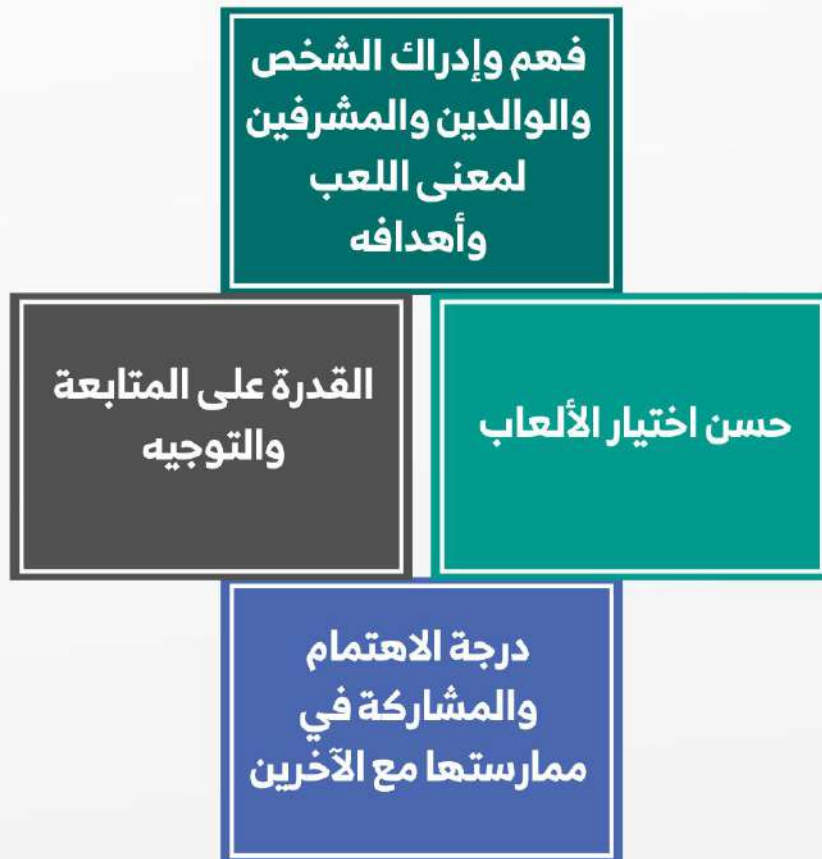 فهم وإدراك الشخص
والوالدين والمشرفين
لمعنى اللعب
وأهدافه
حسن اختيار الألعاب
القدرة على المتابعة
والتوجيه
درجة الاهتمام
والمشاركة في
ممارستها مع الآخرين